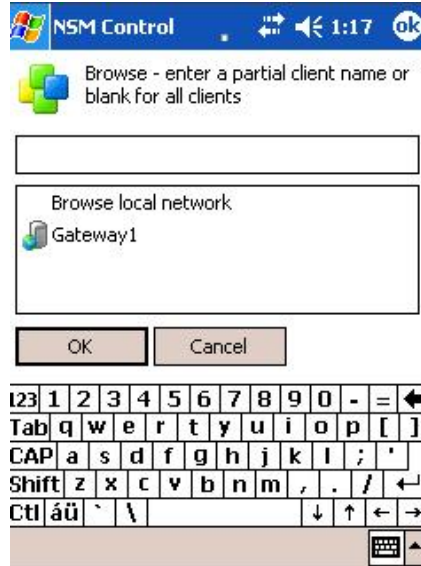 NSM Control 1:17 ok
Browse - enter a partial client name or
blank for all clients
Browse local network
Gateway1
OK Cancel
123 1 2 3 4 5 6 7 8 9 0 - = ←
Tab q w e r t y u i o p [ ]
CAP a s d f g h j k l ; '
Shift z x c v b n m , . / ↵
Ctl áü ` \ ↓ ↑ ← →